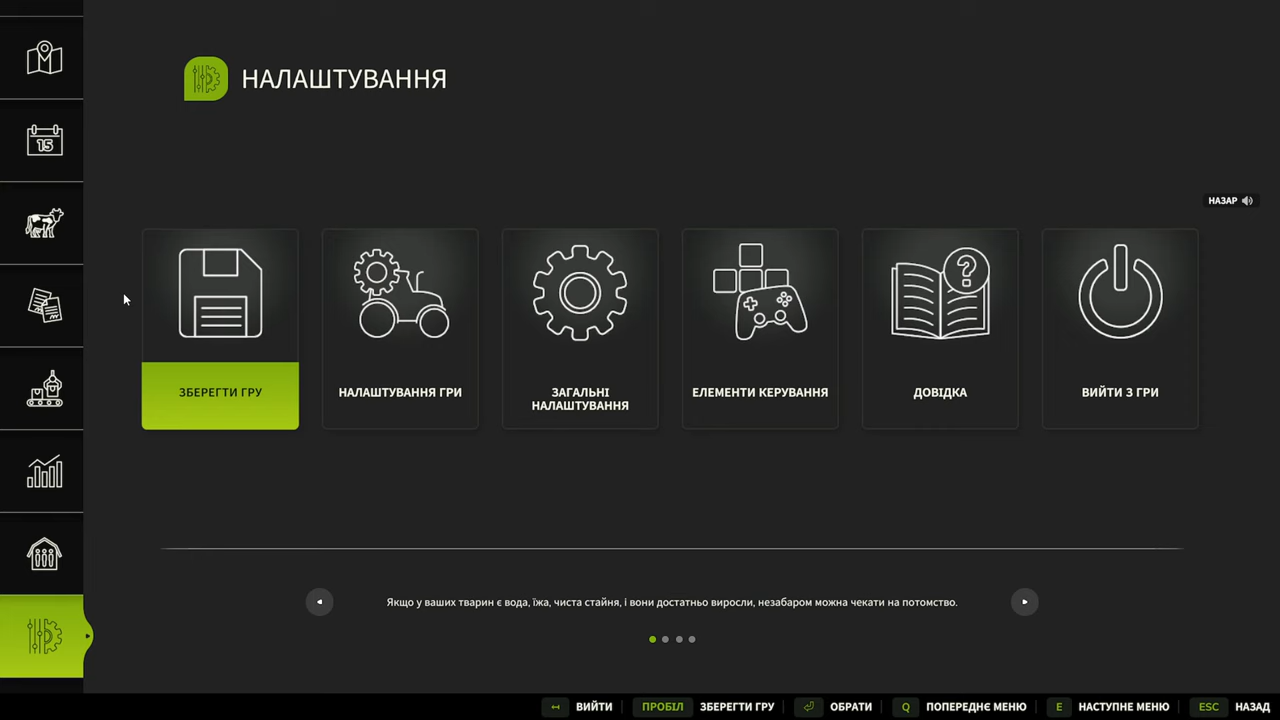 НАЛАШТУВАННЯ
15
НАЗАР
ЗБЕРЕГТИ ГРУ
НАЛАШТУВАННЯ ГРИ
ЗАГАЛЬНІ
НАЛАШТУВАННЯ
ЕЛЕМЕНТИ КЕРУВАННЯ
ДОВІДКА
ВИЙТИ З ГРИ
Якщо у ваших тварин є вода, їжа, чиста стайня, і вони достатньо виросли, незабаром можна чекати на потомство.
ВИЙТИ
ПРОБІЛ ЗБЕРЕГТИ ГРУ
ОБРАТИ
Q ПОПЕРЕДНЄ МЕНЮ
E НАСТУПНЕ МЕНЮ
ESC НАЗАД